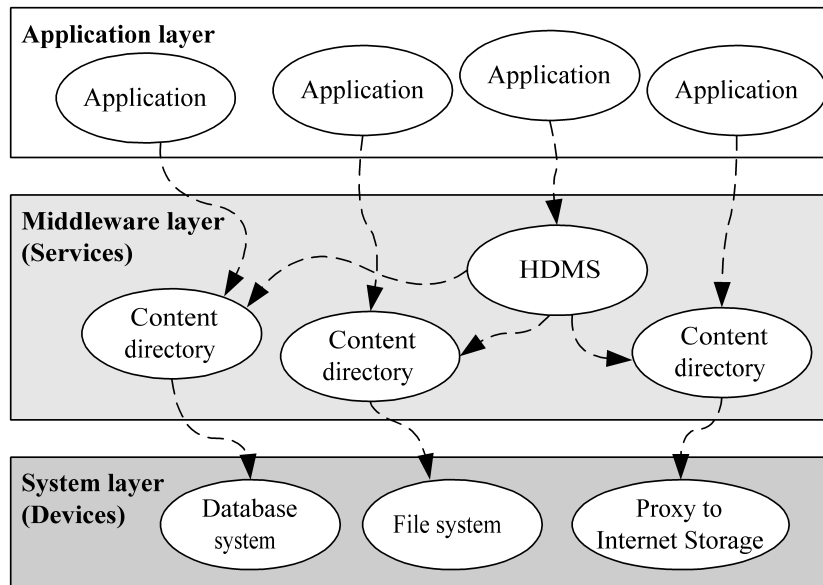 Application layer
Application
Application
Application
Application
Middleware layer
(Services)
HDMS
Content
directory
Content
directory
Content
directory
System layer
(Devices)
Database
system
File system
Proxy to
Internet Storage